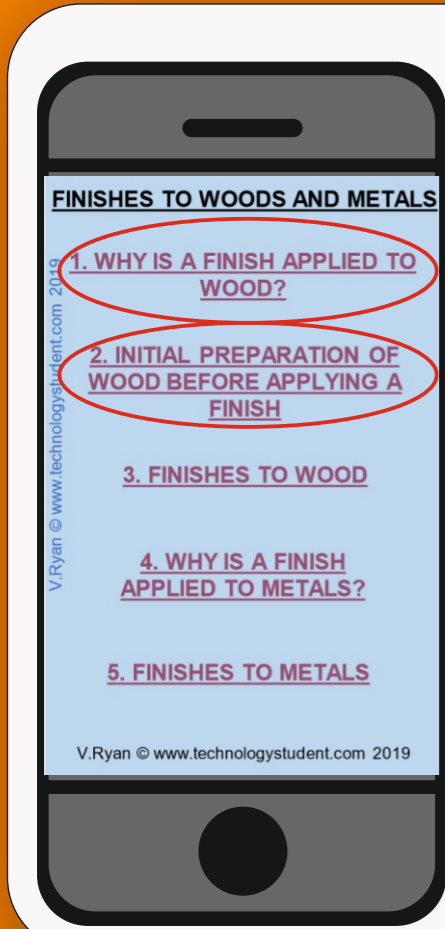 FINISHES TO WOODS AND METALS
1. WHY IS A FINISH APPLIED TO
WOOD?
2. INITIAL PREPARATION OF
WOOD BEFORE APPLYING A
FINISH
3. FINISHES TO WOOD
4. WHY IS A FINISH
APPLIED TO METALS?
5. FINISHES TO METALS
V.Ryan © www.technologystudent.com 2019
V.Ryan © www.technologystudent.com 2019